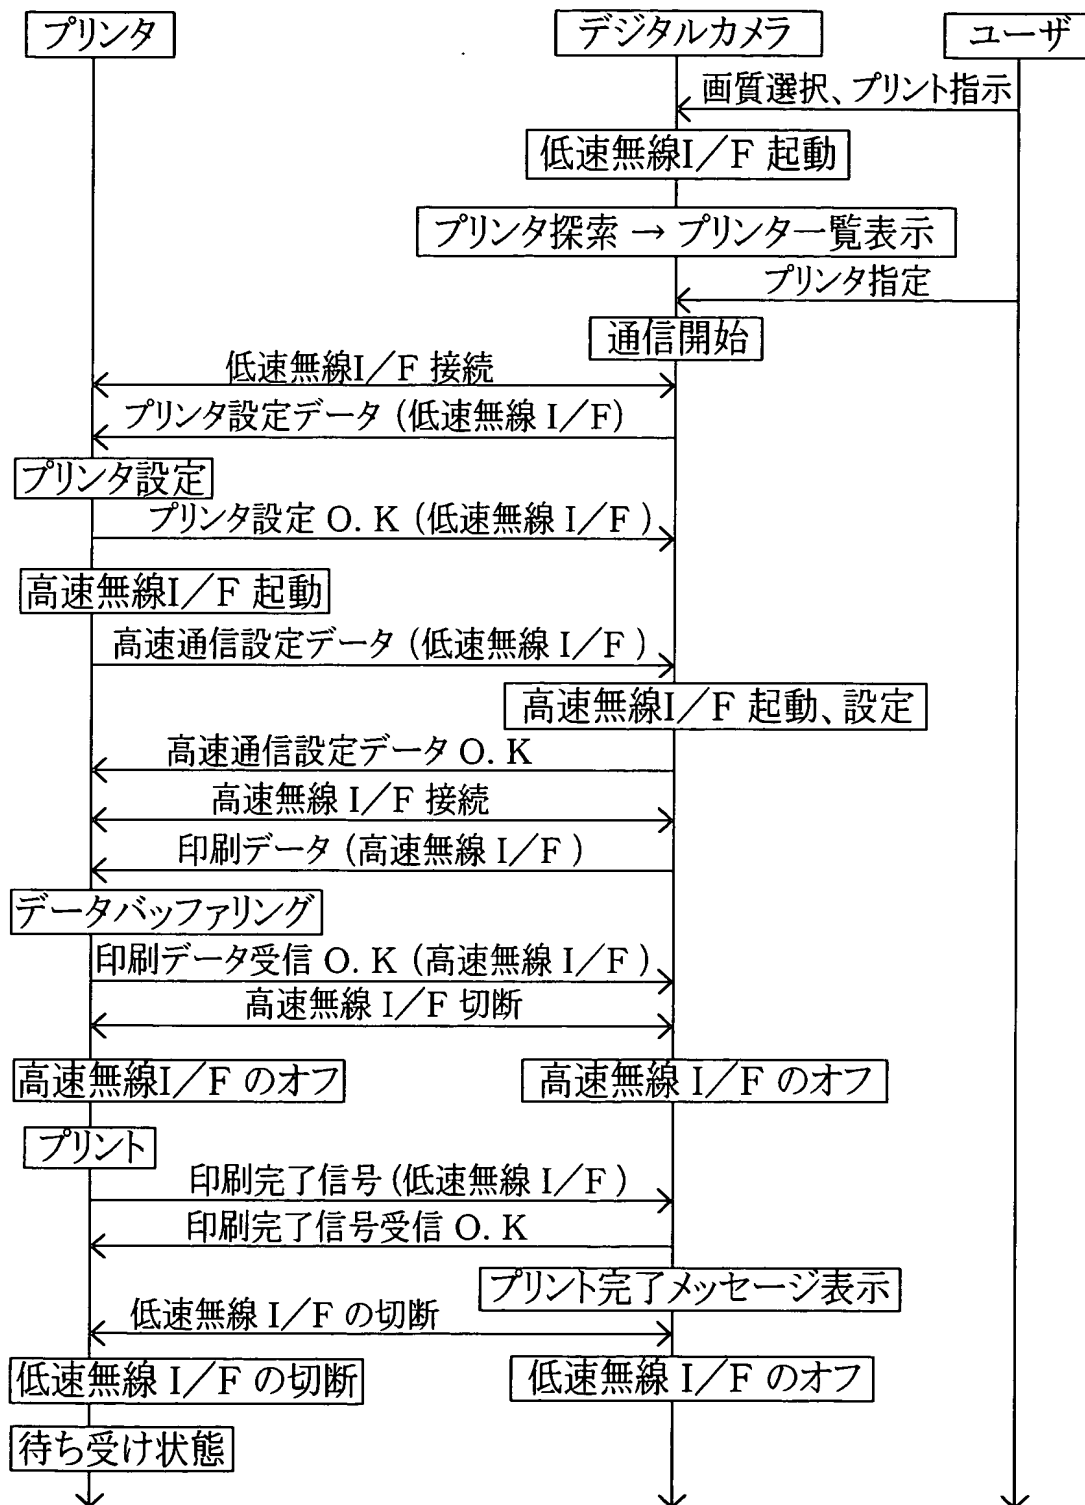 プリンタ
デジタルカメラ
ユーザ
画質選択、プリント指示
低速無線I／F 起動
プリンタ探索 → プリンタ一覧表示
プリンタ指定
通信開始
低速無線I／F 接続
プリンタ設定データ (低速無線 I／F)
プリンタ設定
プリンタ設定 O. K (低速無線 I／F )
高速無線I／F 起動
高速通信設定データ (低速無線 I／F )
高速無線I／F 起動、設定
高速通信設定データ O. K
高速無線 I／F 接続
印刷データ (高速無線 I／F )
データバッファリング
印刷データ受信 O. K (高速無線 I／F )
高速無線 I／F 切断
高速無線I／F のオフ
高速無線 I／F のオフ
プリント
印刷完了信号 (低速無線 I／F )
印刷完了信号受信 O. K
プリント完了メッセージ表示
低速無線 I／F の切断
低速無線 I／F の切断
低速無線 I／F のオフ
待ち受け状態